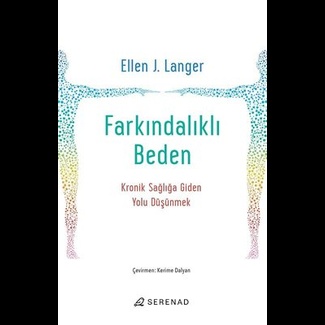 Ellen J. Langer
Farkındalıklı
Beden
Kronik Sağlığa Giden
Yolu Düşünmek
Çevirmen: Kerime Dalyan
SERENAD